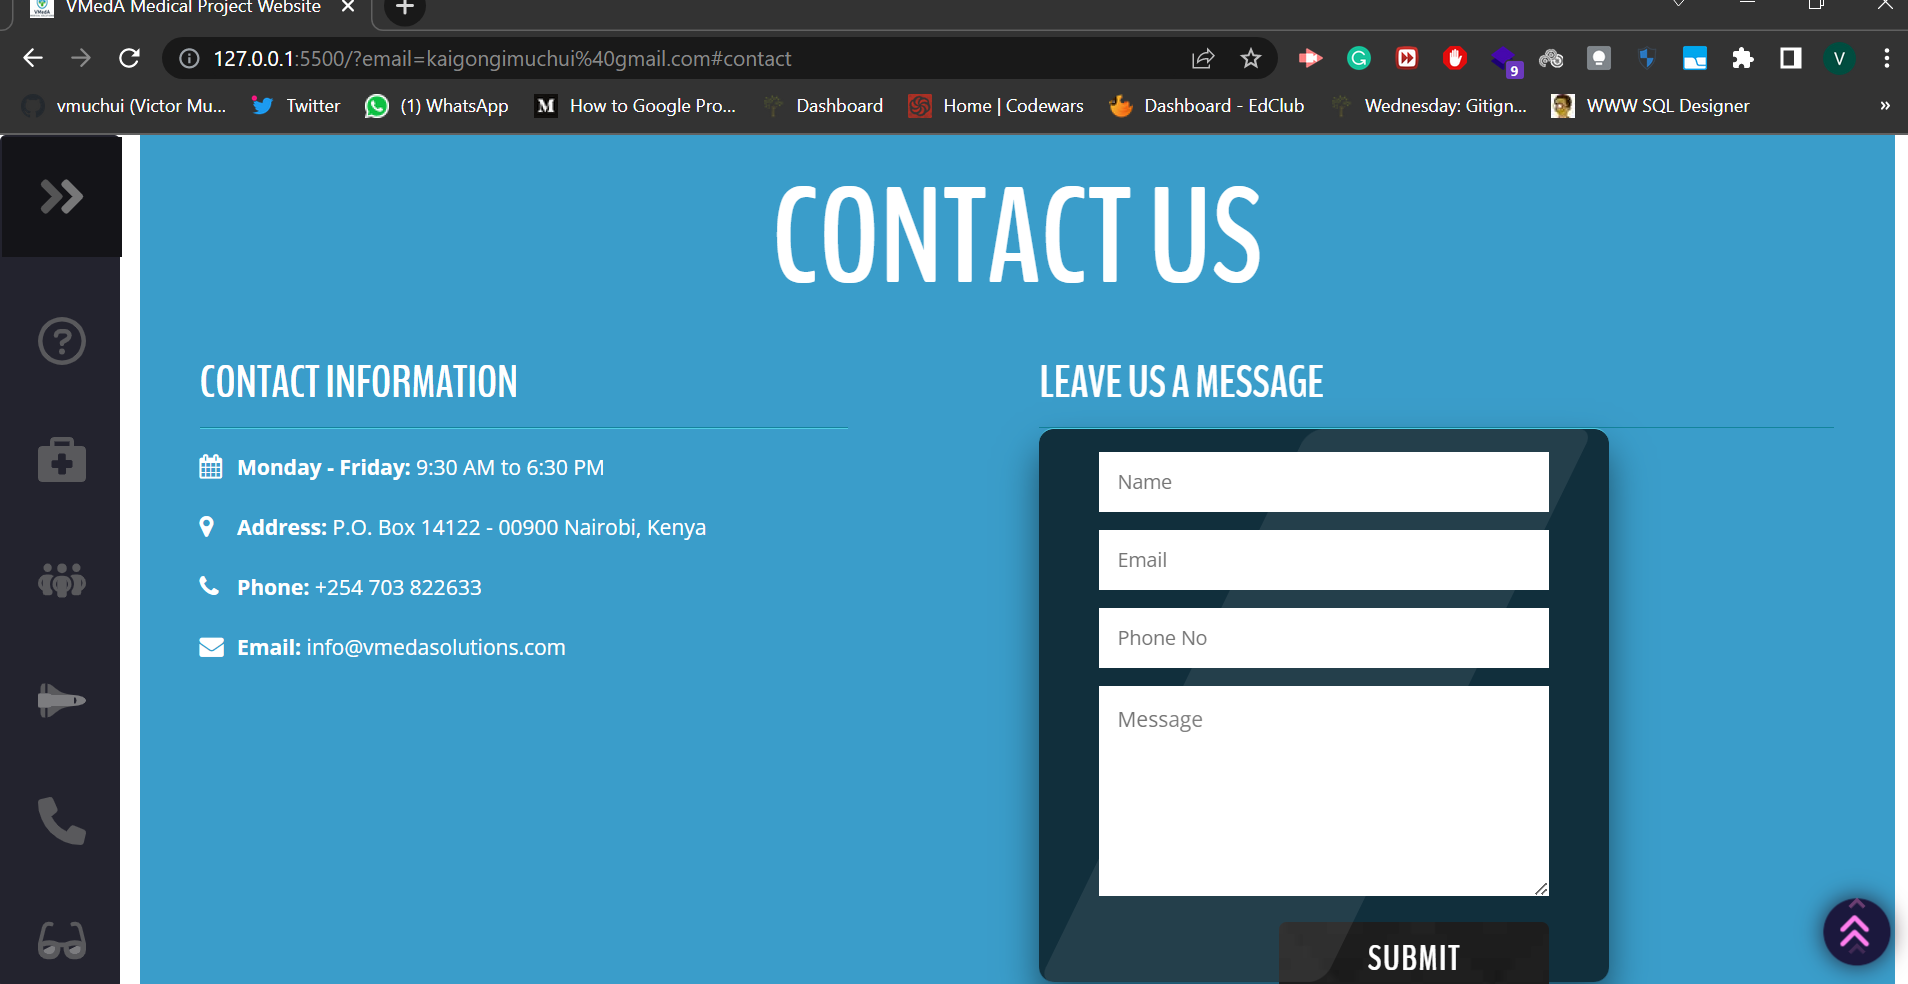 VMedA Medical Project Website
127.0.0.1:5500/?email=kaigongimuchui%40gmail.com#contact
9
V
vmuchui (Victor Mu...
Twitter
(1) WhatsApp
M
How to Google Pro...
Dashboard
Home | Codewars
Dashboard - EdClub
Wednesday: Gitign...
WWW SQL Designer
»
CONTACT US
CONTACT INFORMATION
Monday - Friday: 9:30 AM to 6:30 PM
Address: P.O. Box 14122 - 00900 Nairobi, Kenya
Phone: +254 703 822633
Email: info@vmedasolutions.com
LEAVE US A MESSAGE
Name
Email
Phone No
Message
SUBMIT